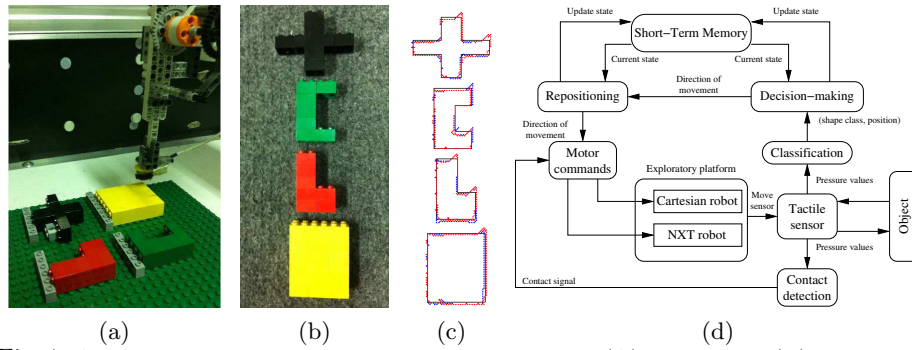 Update state
Update state
Short−Term Memory
Current state
Current state
Direction of
movement
Repositioning
Decision−making
Direction of
movement
(shape class, position)
Motor
commands
Classification
Exploratory platform
Pressure values
Move
sensor
Cartesian robot
Tactile
sensor
NXT robot
Object
Pressure values
Contact signal
Contact
detection
(a)
(b)
(c)
(d)